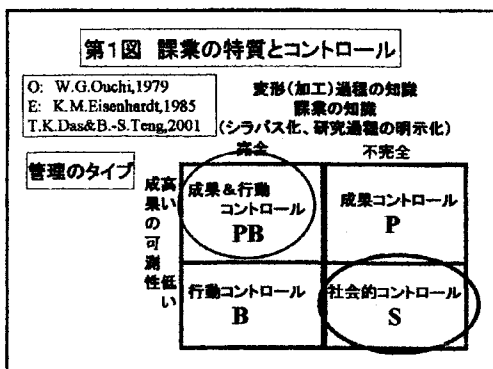 第1図 課業の特質とコントロール
O: W.G.Ouchi,1979
E: K.M.Eisenhardt,1985
T.K.Das&B.-S.Teng,2001
変形(加工)過程の知識
課業の知識
(シラバス化、研究過程の明示化)
完全
不完全
管理のタイプ
成果の可測性
高い
低い
成果&行動
コントロール
PB
成果コントロール
P
行動コントロール
B
社会的コントロール
S